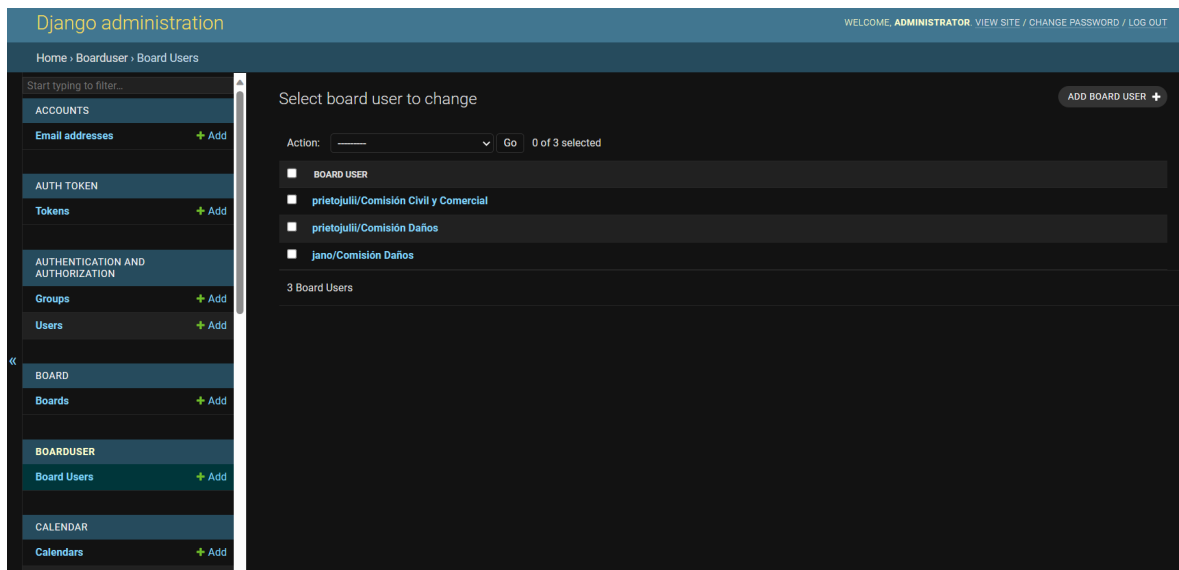 Django administration
WELCOME, ADMINISTRATOR. VIEW SITE / CHANGE PASSWORD / LOG OUT
Home › Boarduser › Board Users
Start typing to filter...
ACCOUNTS
Email addresses + Add
AUTH TOKEN
Tokens + Add
AUTHENTICATION AND
AUTHORIZATION
Groups + Add
Users + Add
BOARD
Boards + Add
BOARDUSER
Board Users + Add
CALENDAR
Calendars + Add
«
Select board user to change
ADD BOARD USER +
Action: --------- Go 0 of 3 selected
BOARD USER
prietojulii/Comisión Civil y Comercial
prietojulii/Comisión Daños
jano/Comisión Daños
3 Board Users